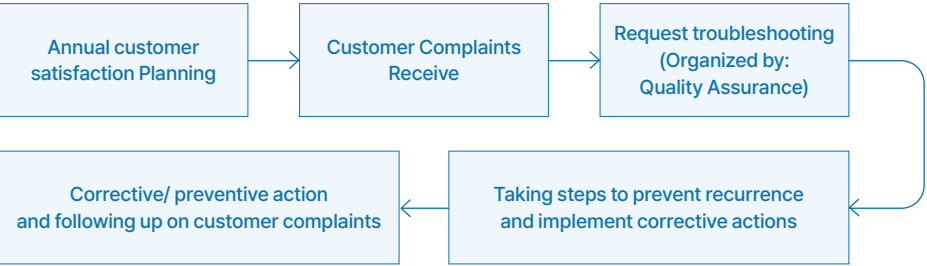 Annual customer
satisfaction Planning
Customer Complaints
Receive
Request troubleshooting
(Organized by:
Quality Assurance)
Taking steps to prevent recurrence
and implement corrective actions
Corrective/ preventive action
and following up on customer complaints